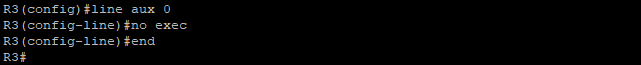 R3(config)#line aux 0
R3(config-line)#no exec
R3(config-line)#end
R3#